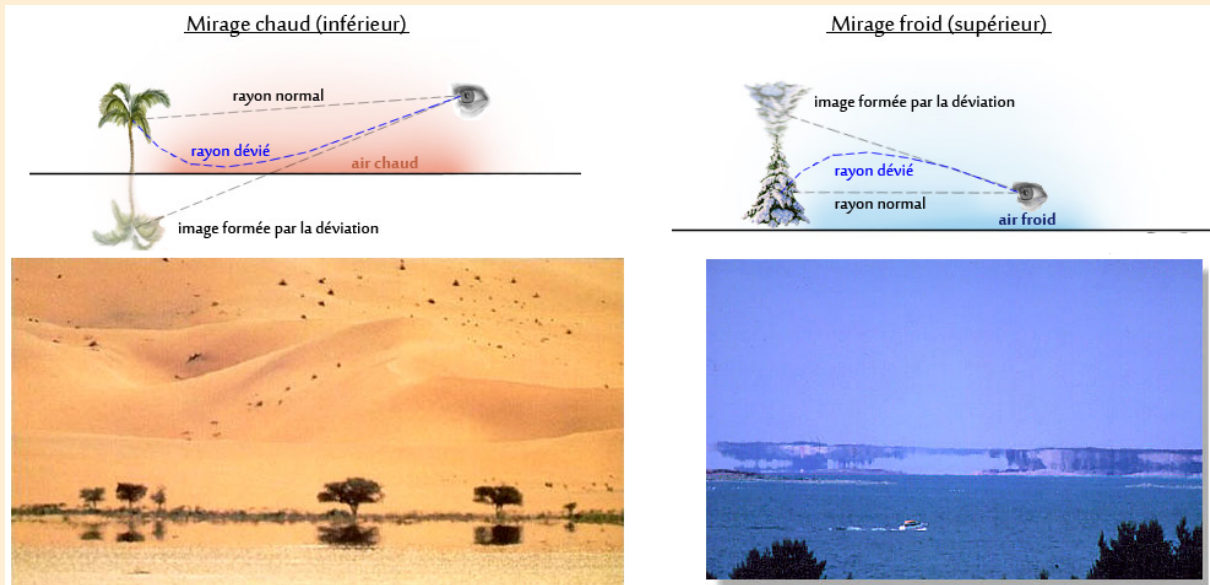 Mirage chaud (inférieur)
rayon normal
rayon dévié
air chaud
image formée par la déviation
Mirage froid (supérieur)
image formée par la déviation
rayon dévié
rayon normal
air froid